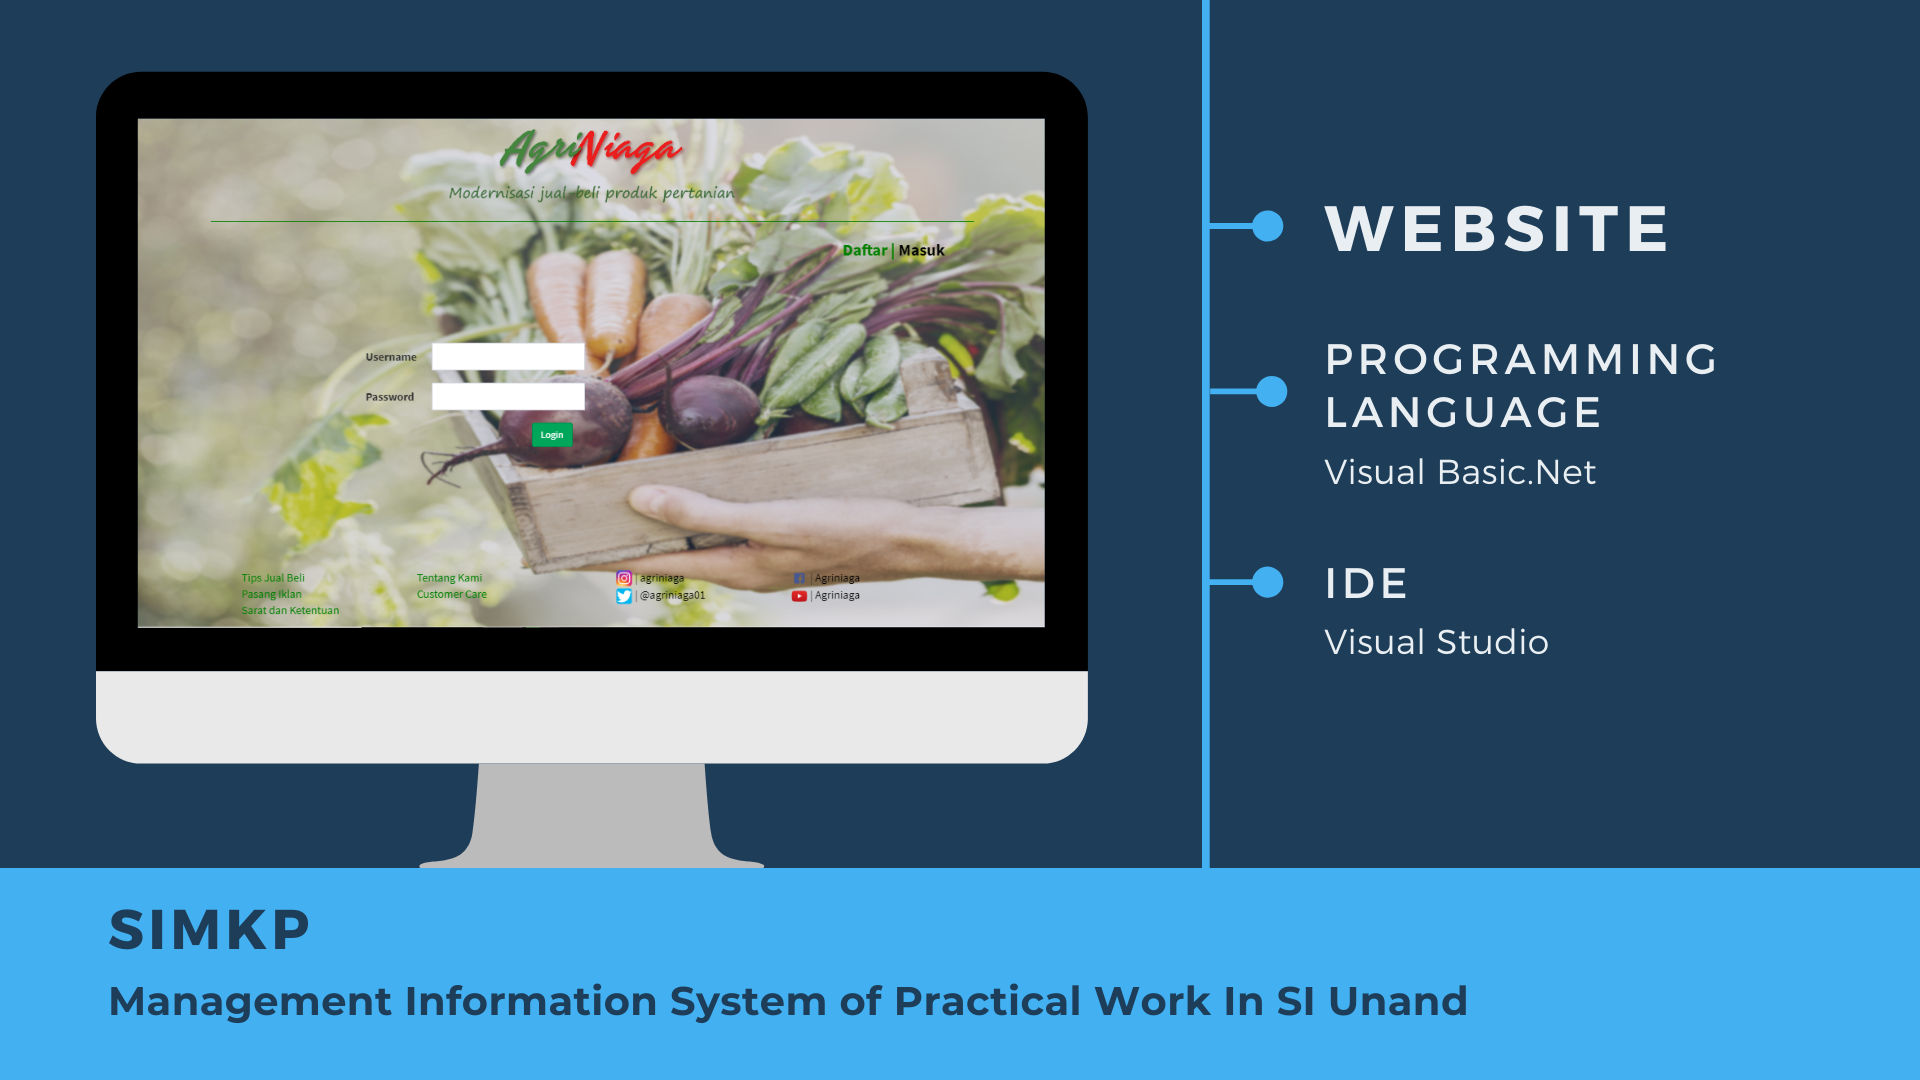 AgriNiaga
Modernisasi jual-beli produk pertanian
Daftar | Masuk
Username
Password
Login
Tips Jual Beli
Pasang Iklan
Sarat dan Ketentuan
Tentang Kami
Customer Care
| agriniaga
| @agriniaga01
| Agriniaga
| Agriniaga
WEBSITE
PROGRAMMING
LANGUAGE
Visual Basic.Net
IDE
Visual Studio
SIMKP
Management Information System of Practical Work In SI Unand